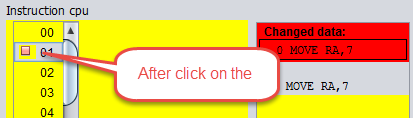 Instruction cpu
00
01
02
03
04
After click on the
Changed data:
0 MOVE RA,7
MOVE RA,7